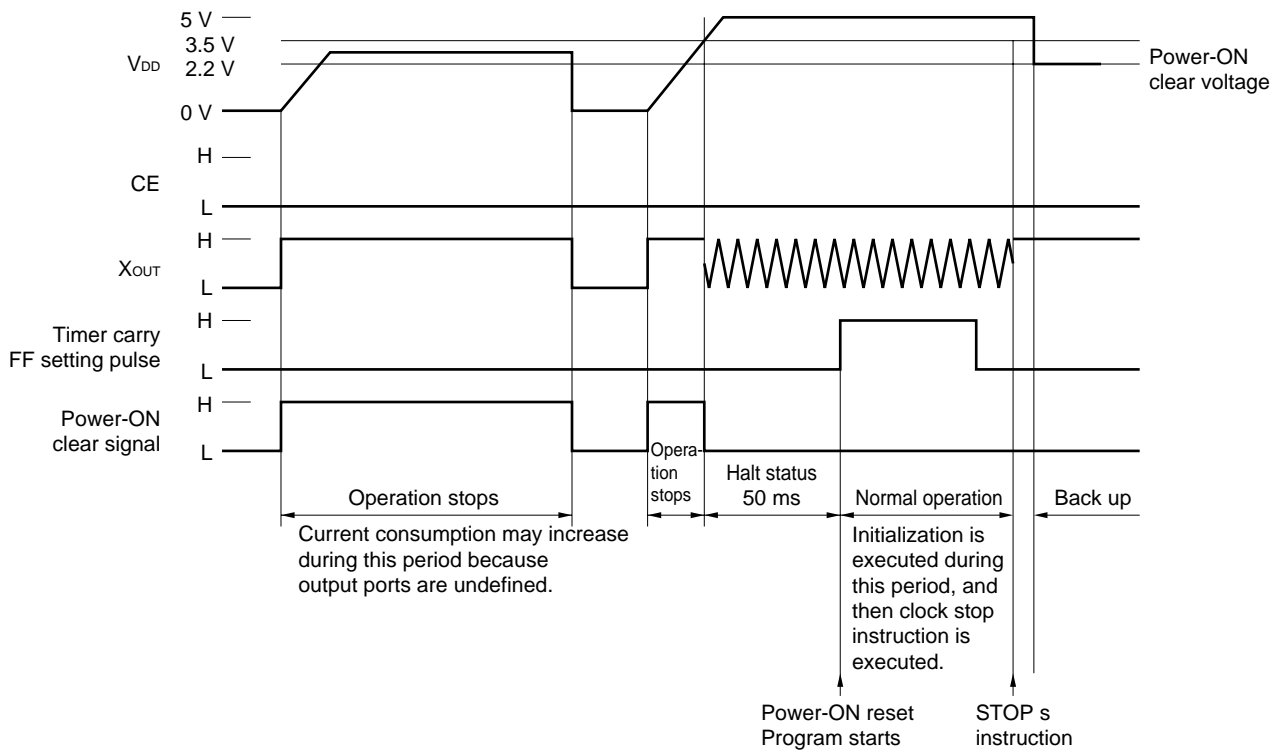 5 V
3.5 V
VDD
2.2 V
0 V
Power-ON
clear voltage
H
CE
L
H
XOUT
L
H
Timer carry
FF setting pulse
L
H
Power-ON
clear signal
L
Opera-
tion
stops
Operation stops
Halt status
50 ms
Normal operation
Back up
Current consumption may increase
during this period because
output ports are undefined.
Initialization is
executed during
this period, and
then clock stop
instruction is
executed.
Power-ON reset
Program starts
STOP s
instruction